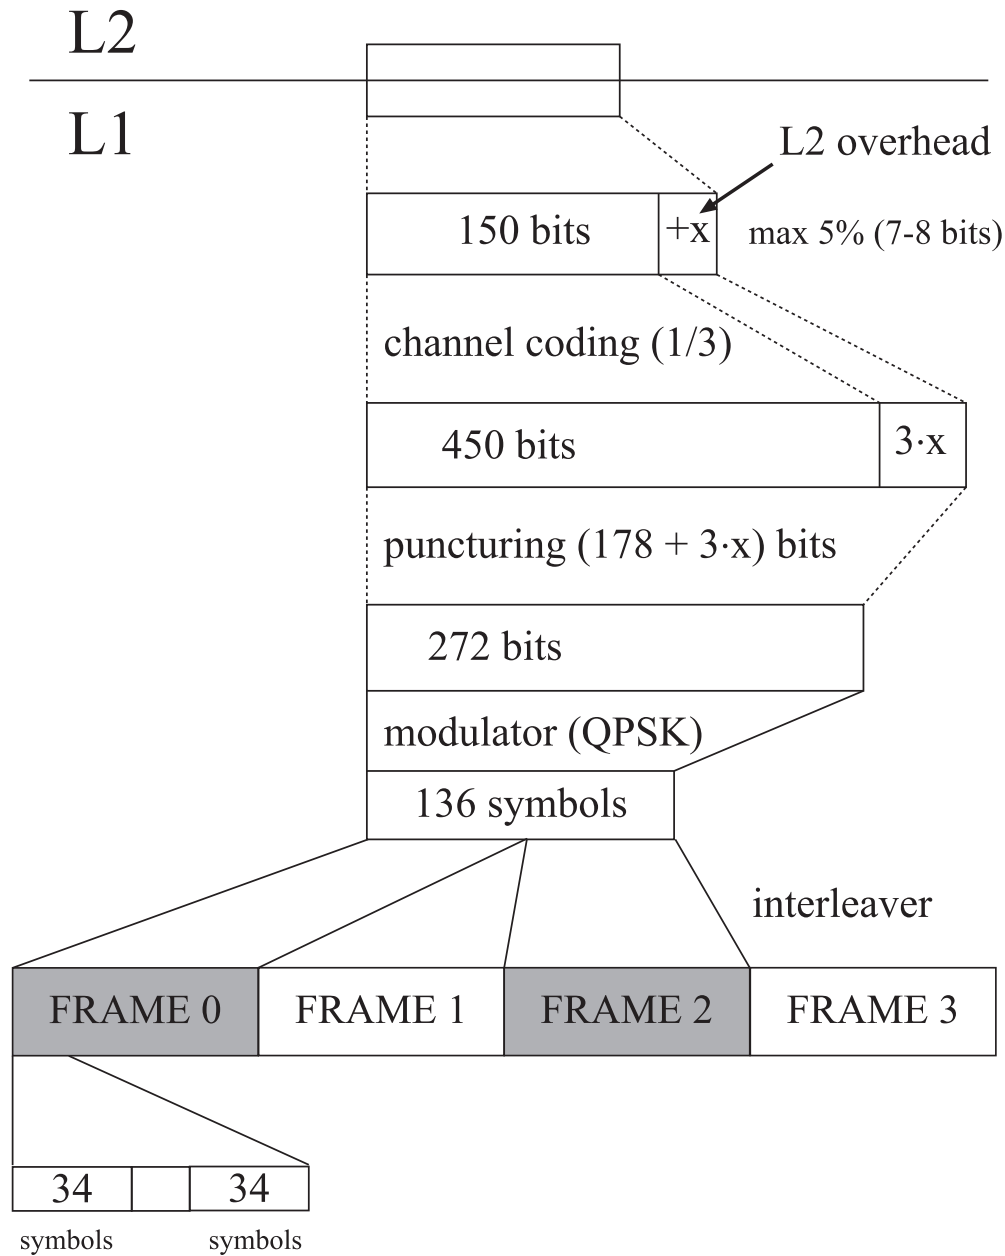 L2
L1
L2 overhead
150 bits
+x
max 5% (7-8 bits)
channel coding (1/3)
450 bits
3·x
puncturing (178 + 3·x) bits
272 bits
modulator (QPSK)
136 symbols
interleaver
FRAME 0
FRAME 1
FRAME 2
FRAME 3
34
34
symbols
symbols